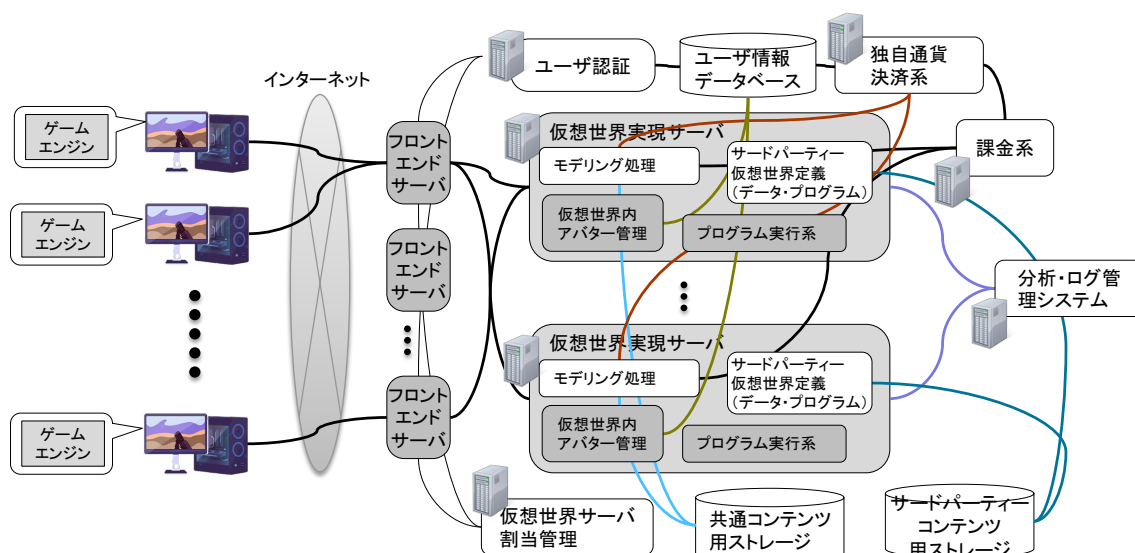 インターネット
ゲーム
エンジン
ゲーム
エンジン
ゲーム
エンジン
フロント
エンド
サーバ
フロント
エンド
サーバ
フロント
エンド
サーバ
ユーザ認証
ユーザ情報
データベース
独自通貨
決済系
課金系
仮想世界実現サーバ
モデリング処理
サードパーティー
仮想世界定義
(データ・プログラム)
仮想世界内
アバター管理
プログラム実行系
分析・ログ管
理システム
仮想世界実現サーバ
モデリング処理
サードパーティー
仮想世界定義
(データ・プログラム)
仮想世界内
アバター管理
プログラム実行系
仮想世界サーバ
割当管理
共通コンテンツ
用ストレージ
サードパーティー
コンテンツ
用ストレージ